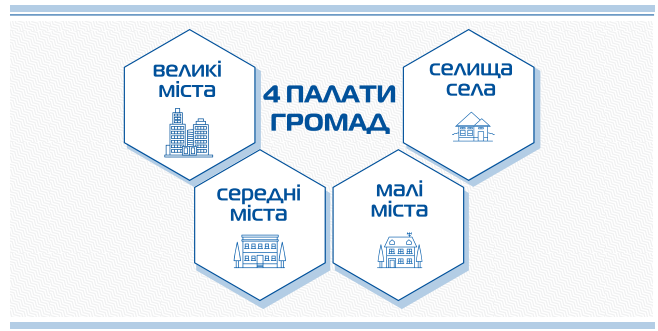 великі
міста
4 ПАЛАТИ
ГРОМАД
селища
села
середні
міста
малі
міста